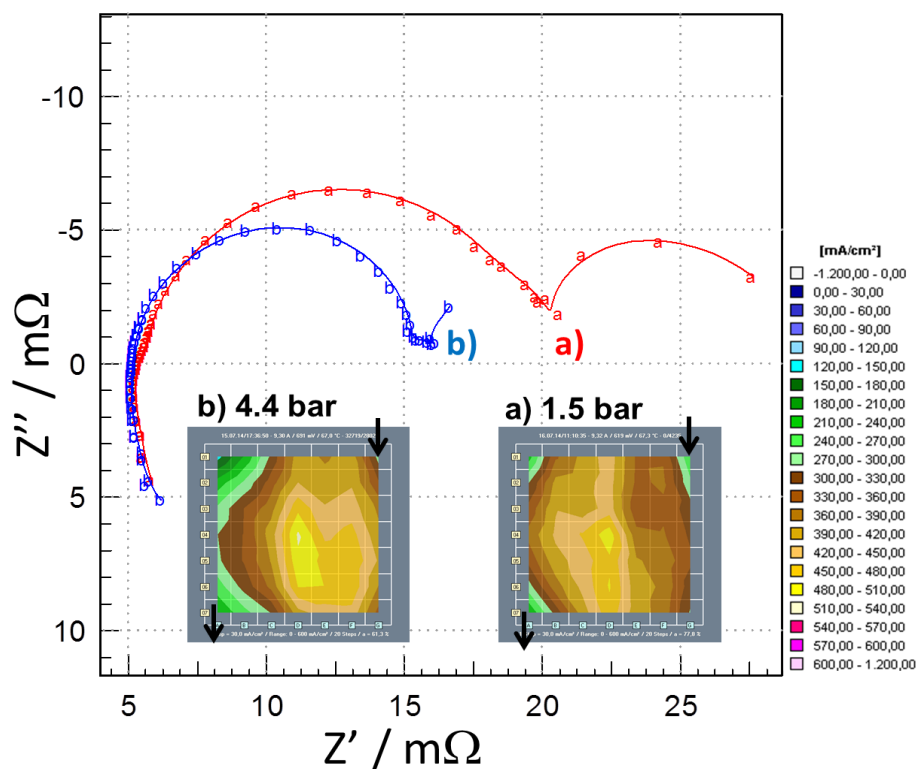 -10
-5
0
5
10
Z'' / mΩ
5
10
15
20
25
Z' / mΩ
b)
a)
b) 4.4 bar
a) 1.5 bar
[mA/cm²]
-1.200,00 - 0,00
0,00 - 30,00
30,00 - 60,00
60,00 - 90,00
90,00 - 120,00
120,00 - 150,00
150,00 - 180,00
180,00 - 210,00
210,00 - 240,00
240,00 - 270,00
270,00 - 300,00
300,00 - 330,00
330,00 - 360,00
360,00 - 390,00
390,00 - 420,00
420,00 - 450,00
450,00 - 480,00
480,00 - 510,00
510,00 - 540,00
540,00 - 570,00
570,00 - 600,00
600,00 - 1.200,00